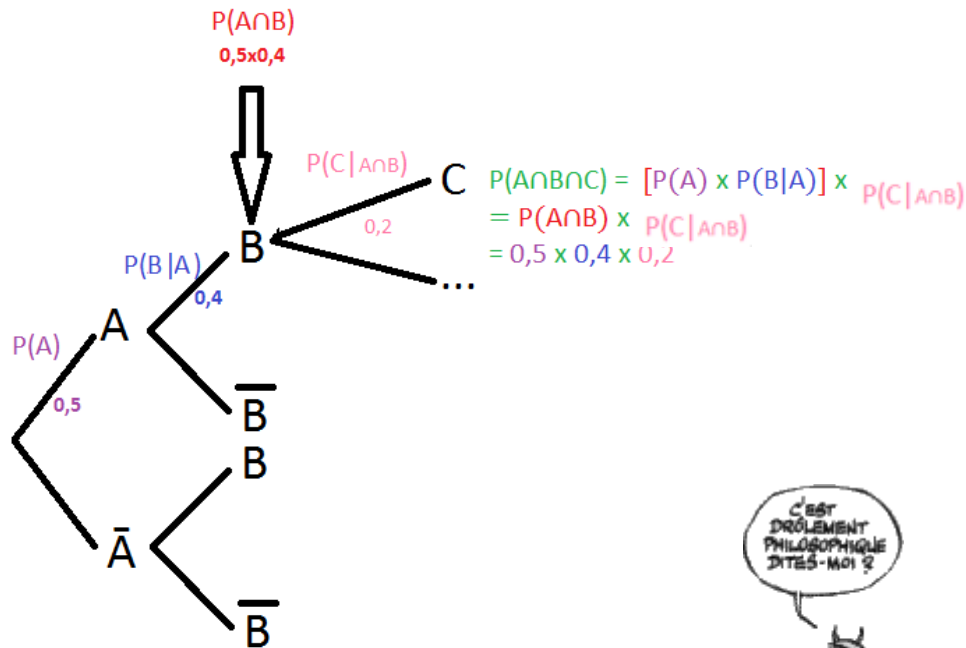 P(A∩B)
0,5x0,4
P(C|A∩B)
C
P(A∩B∩C) = [P(A) x P(B|A)] x P(C|A∩B)
= P(A∩B) x P(C|A∩B)
= 0,5 x 0,4 x 0,2
0,2
B
...
P(B|A)
0,4
A
P(A)
0,5
B̅
B
Ā
B̅
C'EST
DRÔLEMENT
PHILOSOPHIQUE
DITES-MOI ?